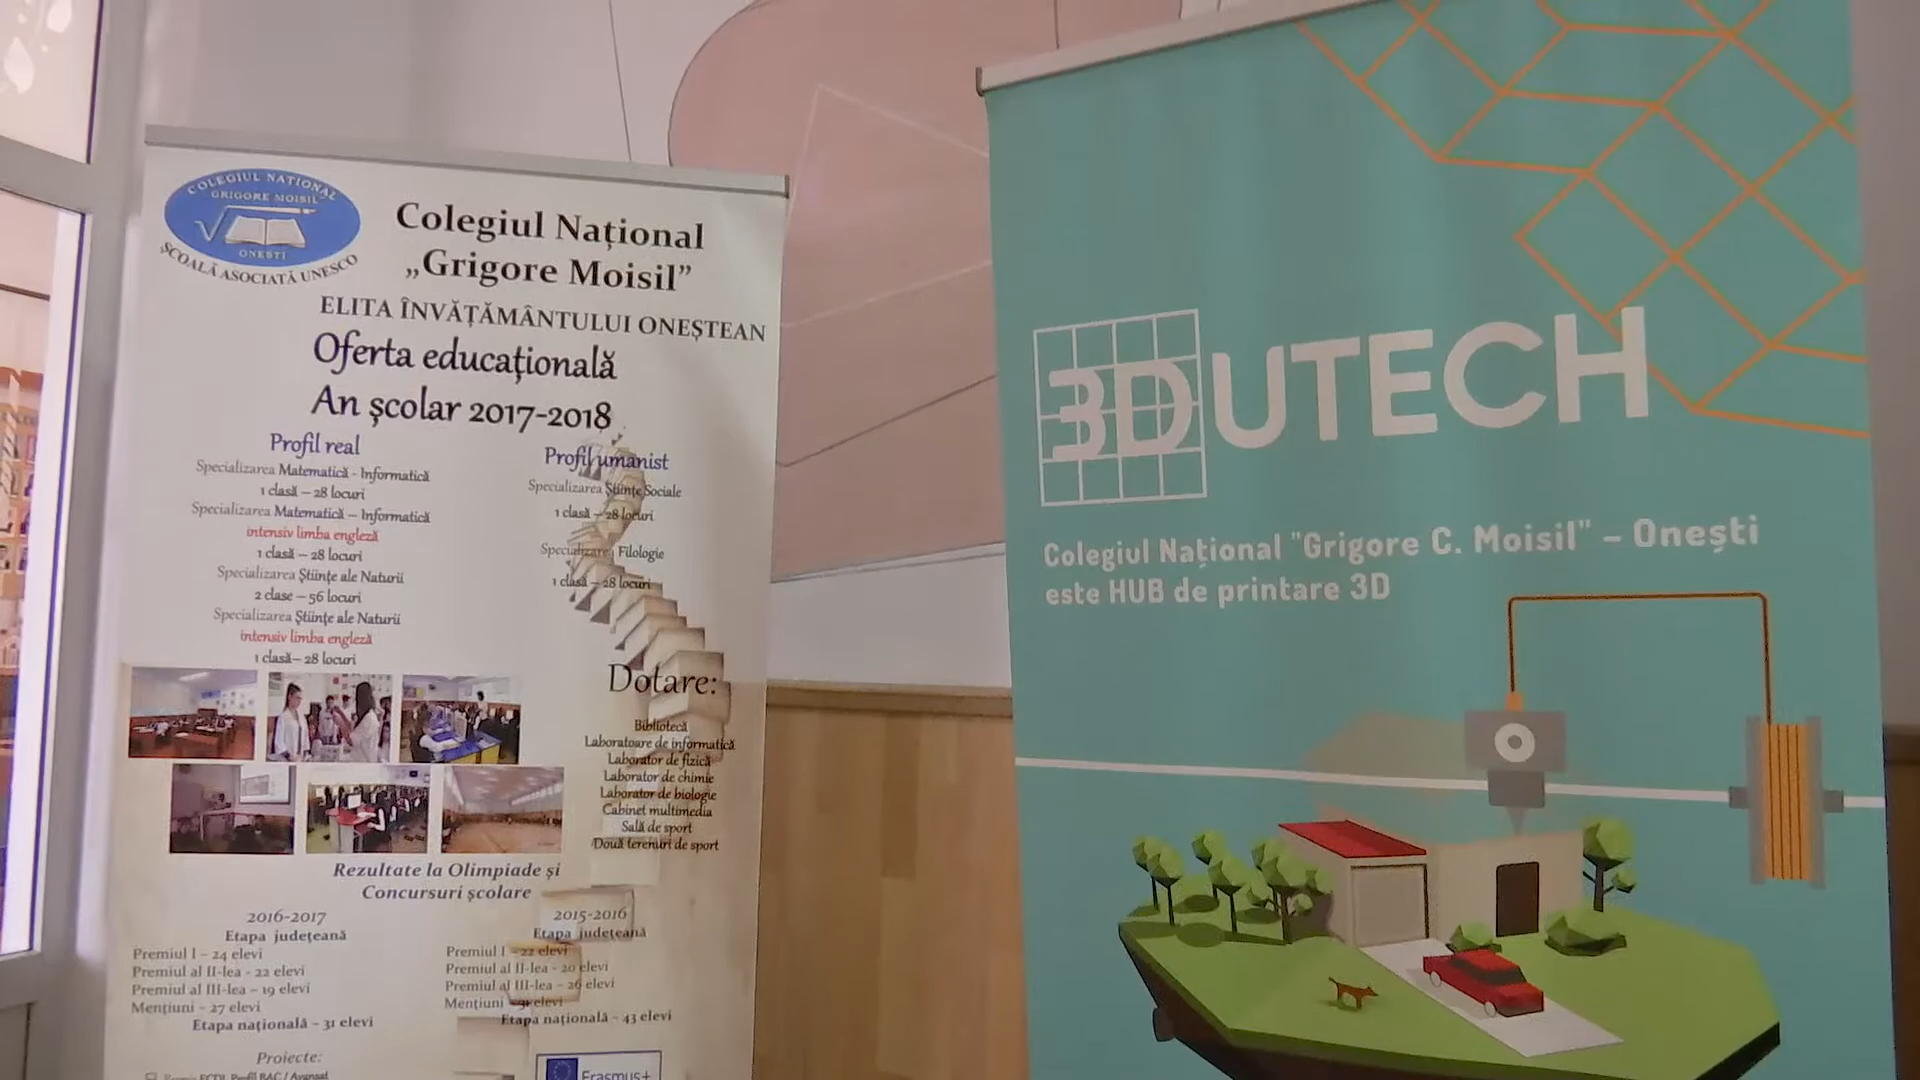 COLEGIUL NAȚIONAL
GRIGORE MOISIL
ONEȘTI
ȘCOALĂ ASOCIATĂ UNESCO
Colegiul Național
„Grigore Moisil”
ELITA ÎNVĂȚĂMÂNTULUI ONEȘTEAN
Oferta educațională
An școlar 2017-2018
Profil real
Specializarea Matematică - Informatică
1 clasă – 28 locuri
Specializarea Matematică – Informatică
intensiv limba engleză
1 clasă – 28 locuri
Specializarea Științe ale Naturii
2 clase – 56 locuri
Specializarea Științe ale Naturii
intensiv limba engleză
1 clasă – 28 locuri
Profil umanist
Specializarea Științe Sociale
1 clasă – 28 locuri
Specializarea Filologie
1 clasă – 28 locuri
Dotare:
Bibliotecă
Laboratoare de informatică
Laborator de fizică
Laborator de chimie
Laborator de biologie
Cabinet multimedia
Sală de sport
Două terenuri de sport
Rezultate la Olimpiade și
Concursuri școlare
2016-2017
Etapa județeană
Premiul I – 24 elevi
Premiul al II-lea - 22 elevi
Premiul al III-lea – 19 elevi
Mențiuni – 27 elevi
Etapa națională – 31 elevi
2015-2016
Etapa județeană
Premiul I – 22 elevi
Premiul al II-lea - 20 elevi
Premiul al III-lea – 26 elevi
Mențiuni – 31 elevi
Etapa națională – 43 elevi
Proiecte:
ECDL Profil BAC / Avansat
Erasmus+
3DUTECH
Colegiul Național "Grigore C. Moisil" – Onești
este HUB de printare 3D